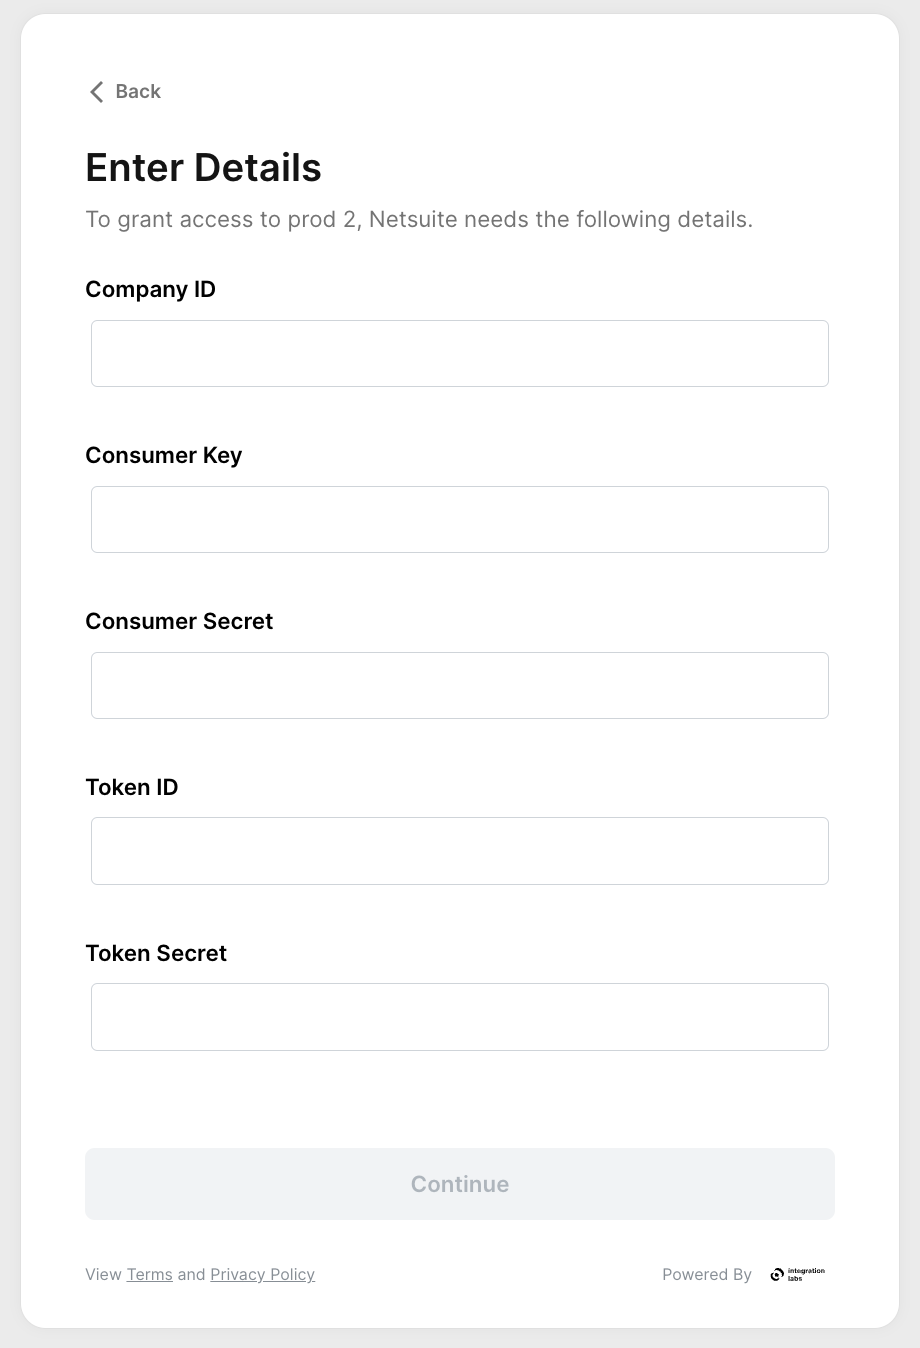 Back
Enter Details
To grant access to prod 2, Netsuite needs the following details.
Company ID
Consumer Key
Consumer Secret
Token ID
Token Secret
Continue
View Terms and Privacy Policy
Powered By
integration
labs